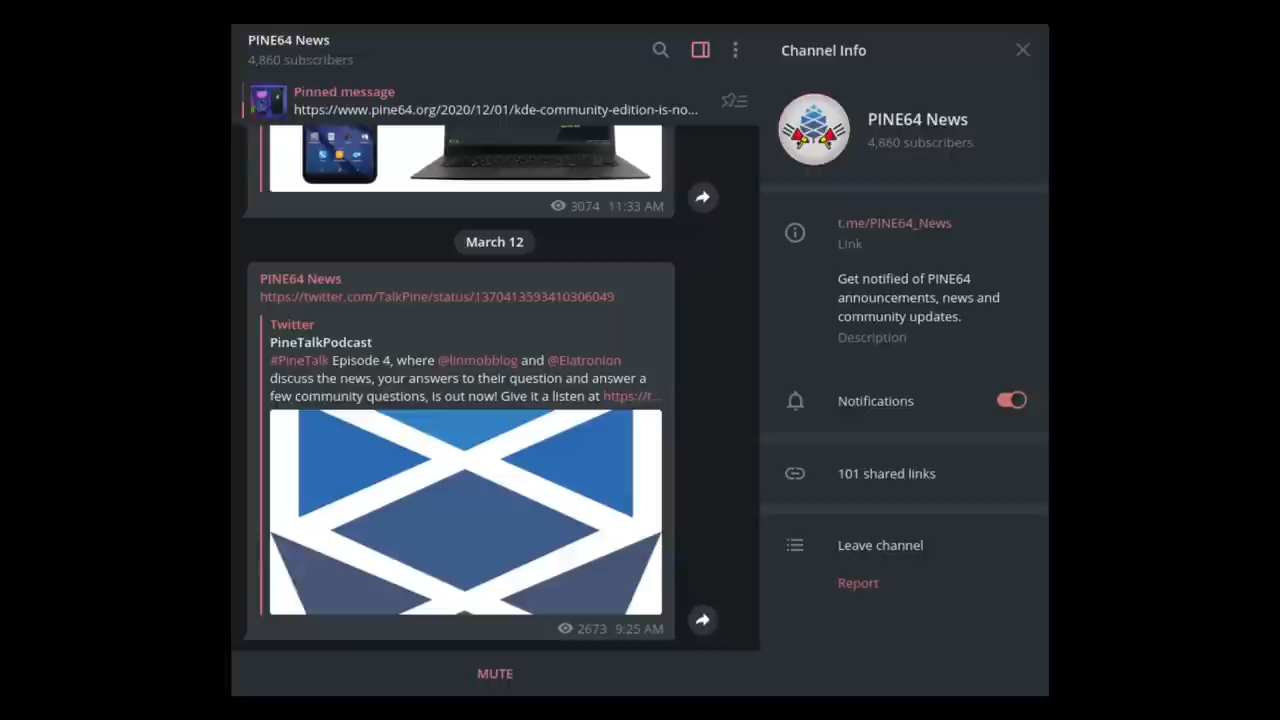 PINE64 News
4,860 subscribers
Pinned message
https://www.pine64.org/2020/12/01/kde-community-edition-is-no...
3074 11:33 AM
March 12
PINE64 News
https://twitter.com/TalkPine/status/1370413593410306049
Twitter
PineTalkPodcast
#PineTalk Episode 4, where @linmobblog and @Elatronion
discuss the news, your answers to their question and answer a
few community questions, is out now! Give it a listen at https://t...
2673 9:25 AM
MUTE
Channel Info
PINE64 News
4,860 subscribers
t.me/PINE64_News
Link
Get notified of PINE64
announcements, news and
community updates.
Description
Notifications
101 shared links
Leave channel
Report